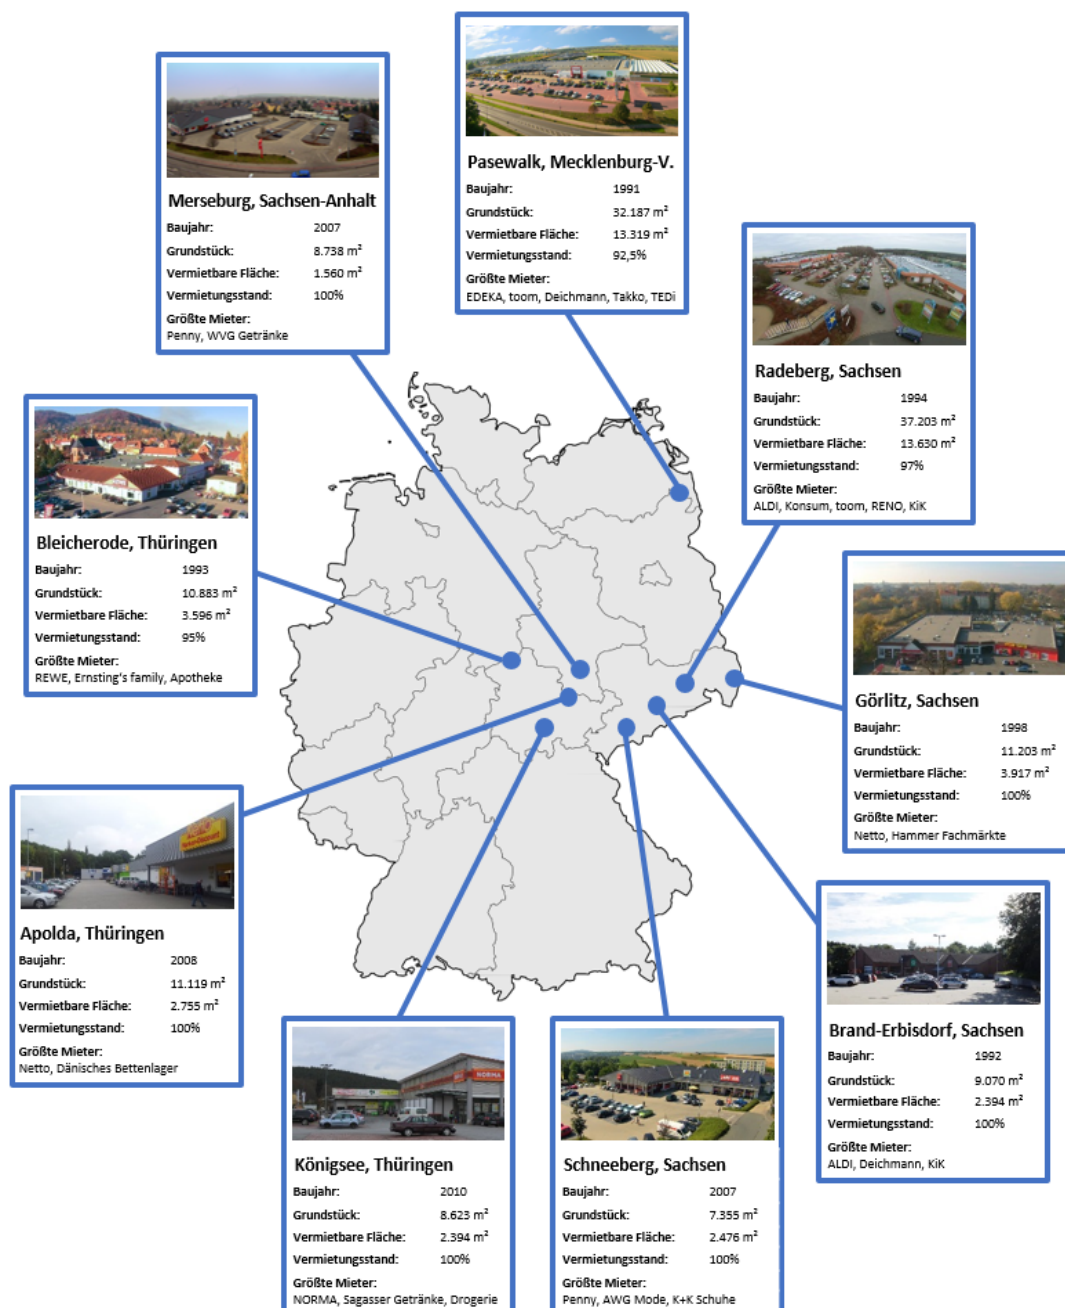 Pasewalk, Mecklenburg-V.
Baujahr: 1991
Grundstück: 32.187 m²
Vermietbare Fläche: 13.319 m²
Vermietungsstand: 92,5%
Größte Mieter:
EDEKA, toom, Deichmann, Takko, TEDi
Merseburg, Sachsen-Anhalt
Baujahr: 2007
Grundstück: 8.738 m²
Vermietbare Fläche: 1.560 m²
Vermietungsstand: 100%
Größte Mieter:
Penny, WVG Getränke
Radeberg, Sachsen
Baujahr: 1994
Grundstück: 37.203 m²
Vermietbare Fläche: 13.630 m²
Vermietungsstand: 97%
Größte Mieter:
ALDI, Konsum, toom, RENO, KiK
Bleicherode, Thüringen
Baujahr: 1993
Grundstück: 10.883 m²
Vermietbare Fläche: 3.596 m²
Vermietungsstand: 95%
Größte Mieter:
REWE, Ernsting's family, Apotheke
Görlitz, Sachsen
Baujahr: 1998
Grundstück: 11.203 m²
Vermietbare Fläche: 3.917 m²
Vermietungsstand: 100%
Größte Mieter:
Netto, Hammer Fachmärkte
Apolda, Thüringen
Baujahr: 2008
Grundstück: 11.119 m²
Vermietbare Fläche: 2.755 m²
Vermietungsstand: 100%
Größte Mieter:
Netto, Dänisches Bettenlager
Brand-Erbisdorf, Sachsen
Baujahr: 1992
Grundstück: 9.070 m²
Vermietbare Fläche: 2.394 m²
Vermietungsstand: 100%
Größte Mieter:
ALDI, Deichmann, KiK
NORMA
Königsee, Thüringen
Baujahr: 2010
Grundstück: 8.623 m²
Vermietbare Fläche: 2.394 m²
Vermietungsstand: 100%
Größte Mieter:
NORMA, Sagasser Getränke, Drogerie
Schneeberg, Sachsen
Baujahr: 2007
Grundstück: 7.355 m²
Vermietbare Fläche: 2.476 m²
Vermietungsstand: 100%
Größte Mieter:
Penny, AWG Mode, K+K Schuhe